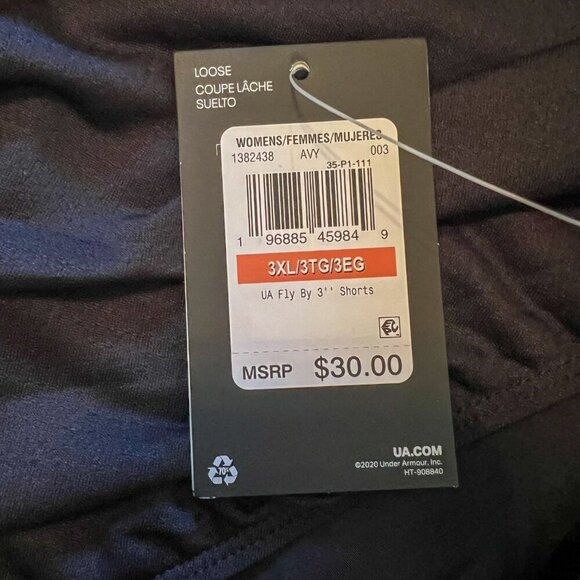 LOOSE
COUPE LÂCHE
SUELTO
WOMENS/FEMMES/MUJERES
1382438 AVY 003
35-P1-111
1 96885 45984 9
3XL/3TG/3EG
UA Fly By 3'' Shorts
MSRP $30.00
UA.COM
©2020 Under Armour, Inc.
HT-908840